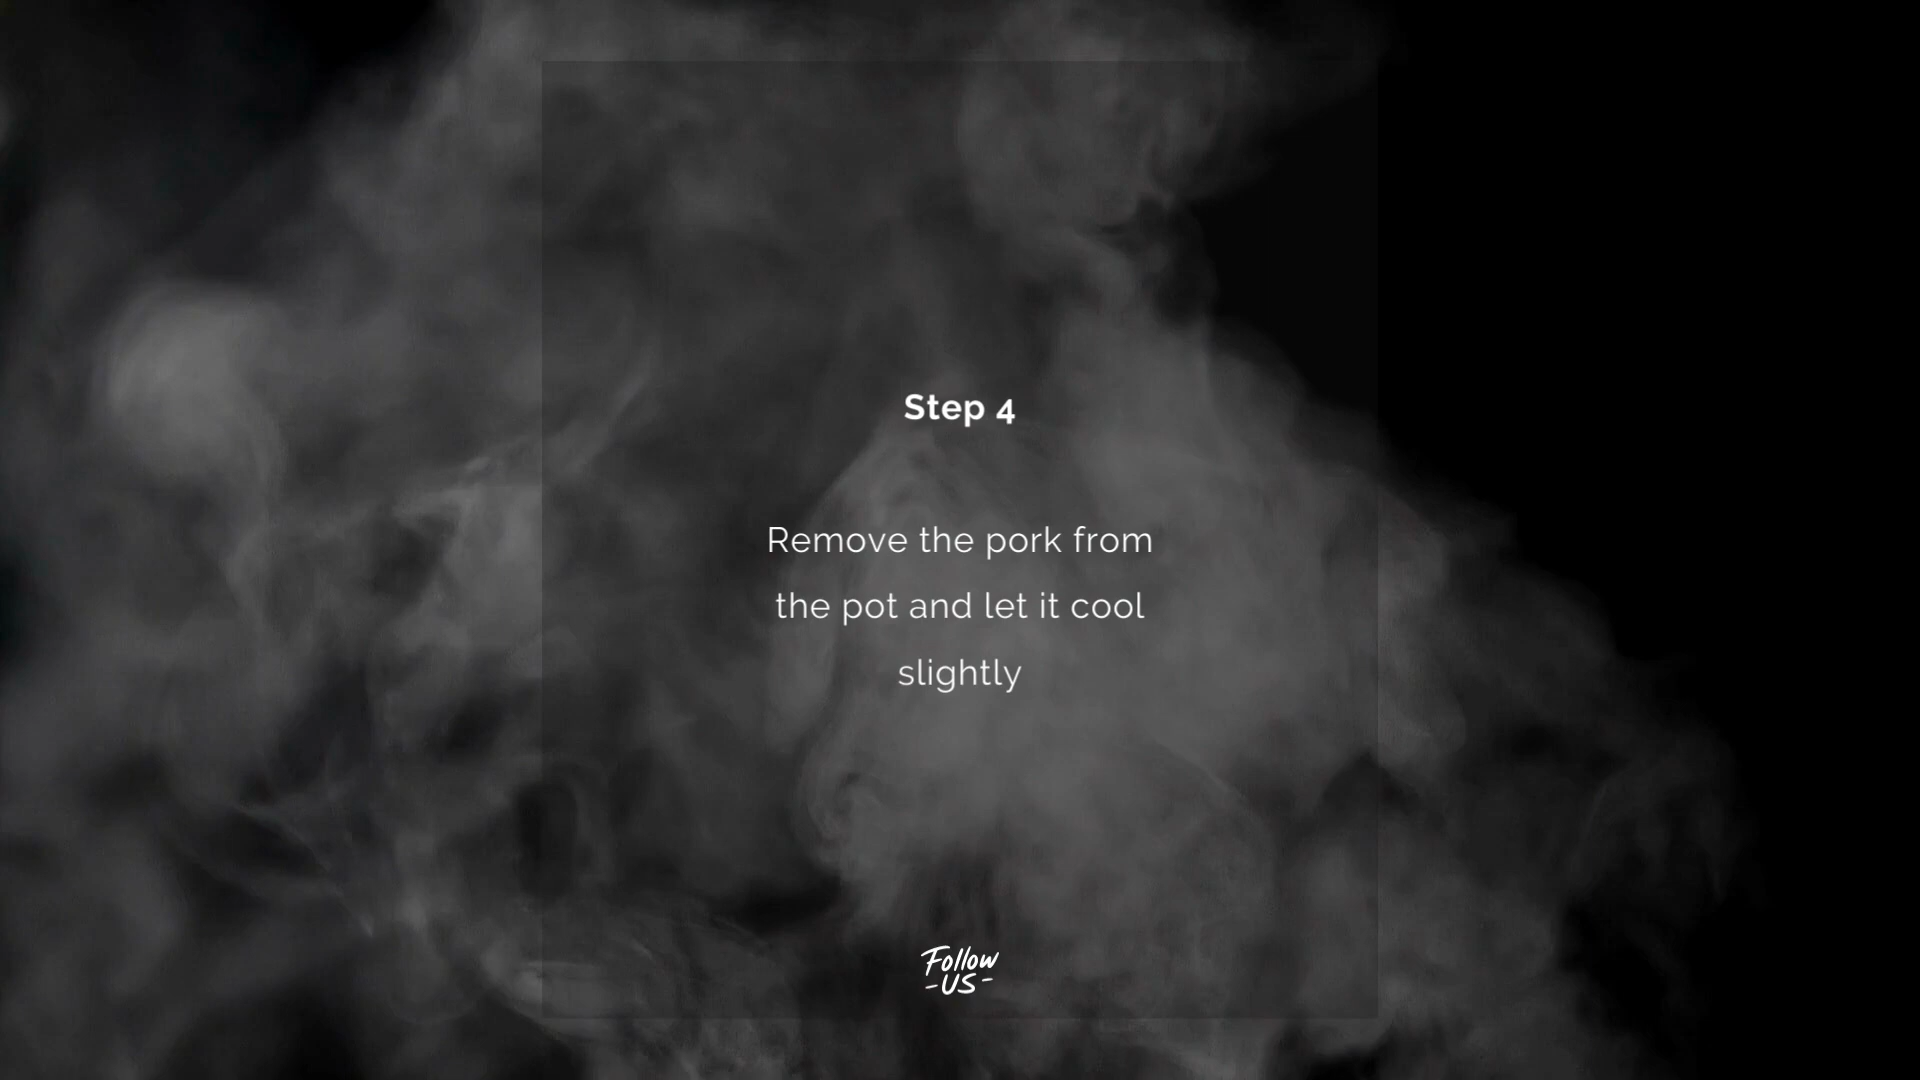 Step 4
Remove the pork from
the pot and let it cool
slightly
Follow
-US-